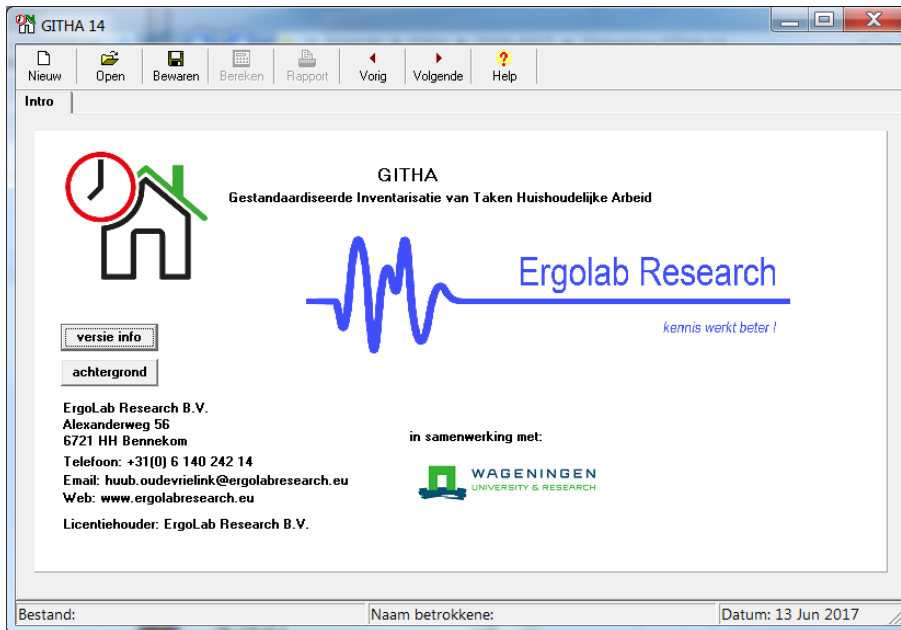 GITHA 14
Nieuw Open Bewaren Bereken Rapport Vorig Volgende Help
Intro
GITHA
Gestandaardiseerde Inventarisatie van Taken Huishoudelijke Arbeid
Ergolab Research
kennis werkt beter !
versie info
achtergrond
ErgoLab Research B.V.
Alexanderweg 56
6721 HH Bennekom
Telefoon: +31(0) 6 140 242 14
Email: huub.oudevrielink@ergolabresearch.eu
Web: www.ergolabresearch.eu
Licentiehouder: ErgoLab Research B.V.
in samenwerking met:
WAGENINGEN
UNIVERSITY & RESEARCH
Bestand: Naam betrokkene: Datum: 13 Jun 2017